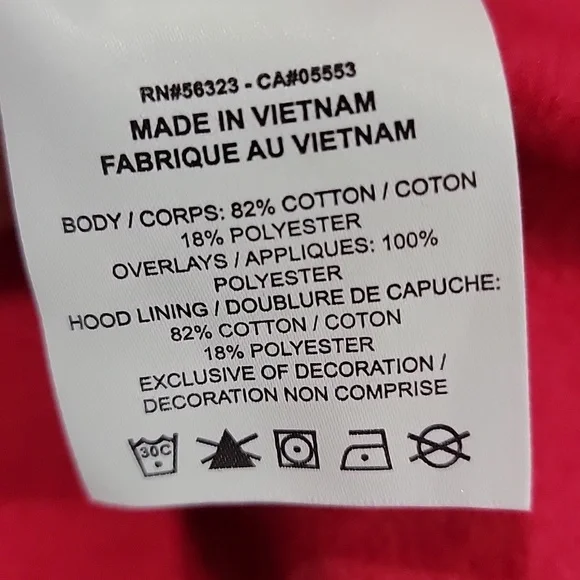 RN#56323 - CA#05553
MADE IN VIETNAM
FABRIQUE AU VIETNAM
BODY / CORPS: 82% COTTON / COTON
18% POLYESTER
OVERLAYS / APPLIQUES: 100%
POLYESTER
HOOD LINING / DOUBLURE DE CAPUCHE:
82% COTTON / COTON
18% POLYESTER
EXCLUSIVE OF DECORATION /
DECORATION NON COMPRISE
30C